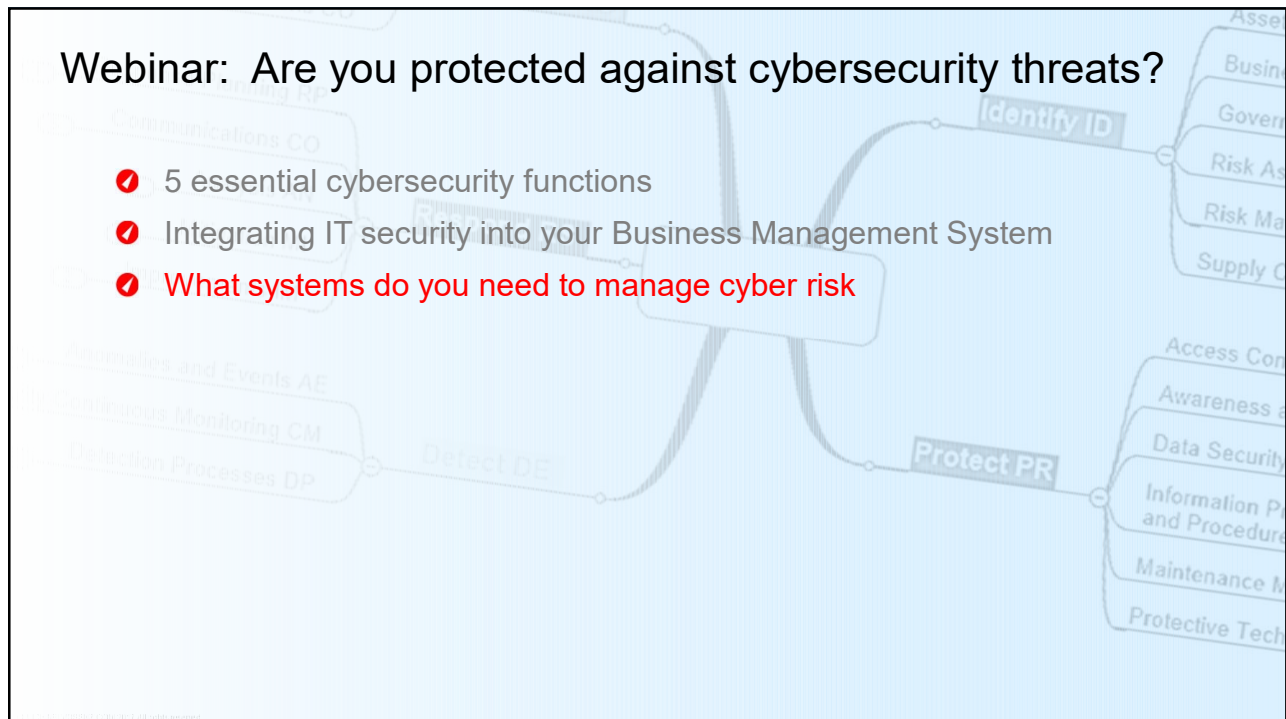 Webinar: Are you protected against cybersecurity threats?
5 essential cybersecurity functions
Integrating IT security into your Business Management System
What systems do you need to manage cyber risk
Communications CO
Anomalies and Events AE
Continuous Monitoring CM
Detection Processes DP
Detect DE
Identify ID
Asset
Busine
Govern
Risk As
Risk Ma
Supply C
Protect PR
Access Con
Awareness a
Data Security
Information Pr
and Procedure
Maintenance M
Protective Tech